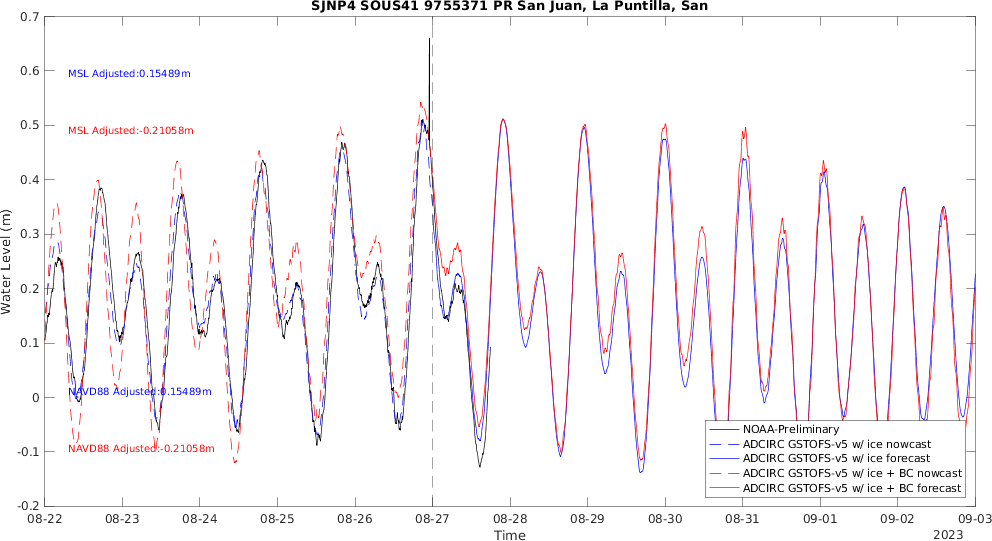 SJNP4 SOUS41 9755371 PR San Juan, La Puntilla, San
0.7
0.6
0.5
0.4
0.3
0.2
0.1
0
-0.1
-0.2
Water Level (m)
MSL Adjusted:0.15489m
MSL Adjusted:-0.21058m
NAVD88 Adjusted:0.15489m
NAVD88 Adjusted:-0.21058m
NOAA-Preliminary
ADCIRC GSTOFS-v5 w/ ice nowcast
ADCIRC GSTOFS-v5 w/ ice forecast
ADCIRC GSTOFS-v5 w/ ice + BC nowcast
ADCIRC GSTOFS-v5 w/ ice + BC forecast
08-22 08-23 08-24 08-25 08-26 08-27 08-28 08-29 08-30 08-31 09-01 09-02 09-03
Time
2023